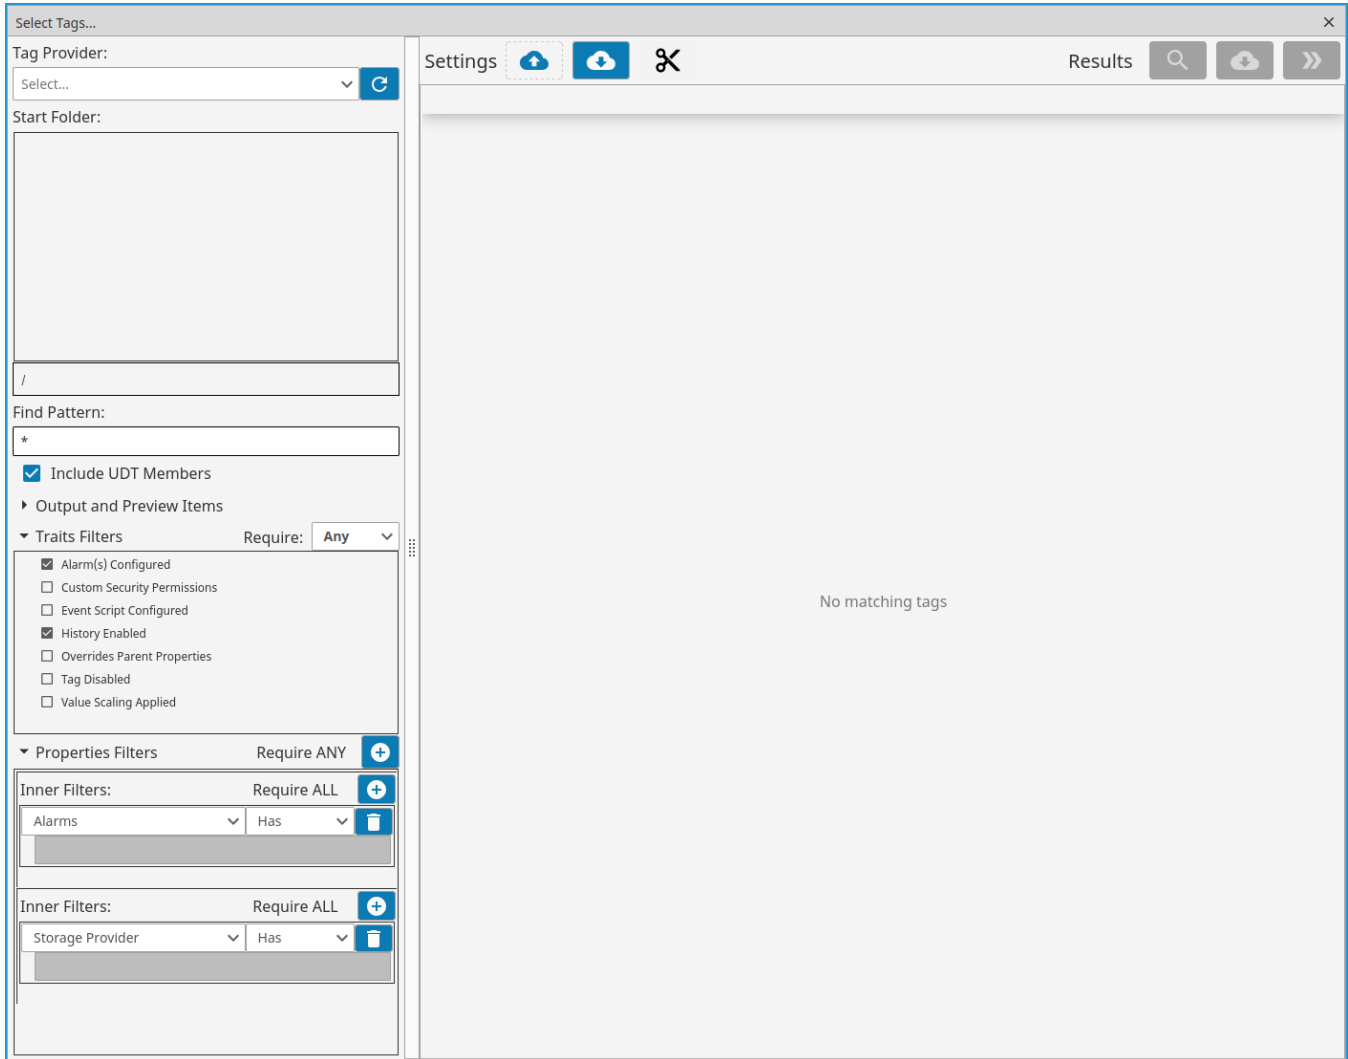 Select Tags...
Tag Provider:
Select...
Start Folder:
/
Find Pattern:
*
Include UDT Members
Output and Preview Items
Traits Filters Require: Any
Alarm(s) Configured
Custom Security Permissions
Event Script Configured
History Enabled
Overrides Parent Properties
Tag Disabled
Value Scaling Applied
Properties Filters Require ANY
Inner Filters: Require ALL
Alarms Has
Inner Filters: Require ALL
Storage Provider Has
Settings Results
No matching tags